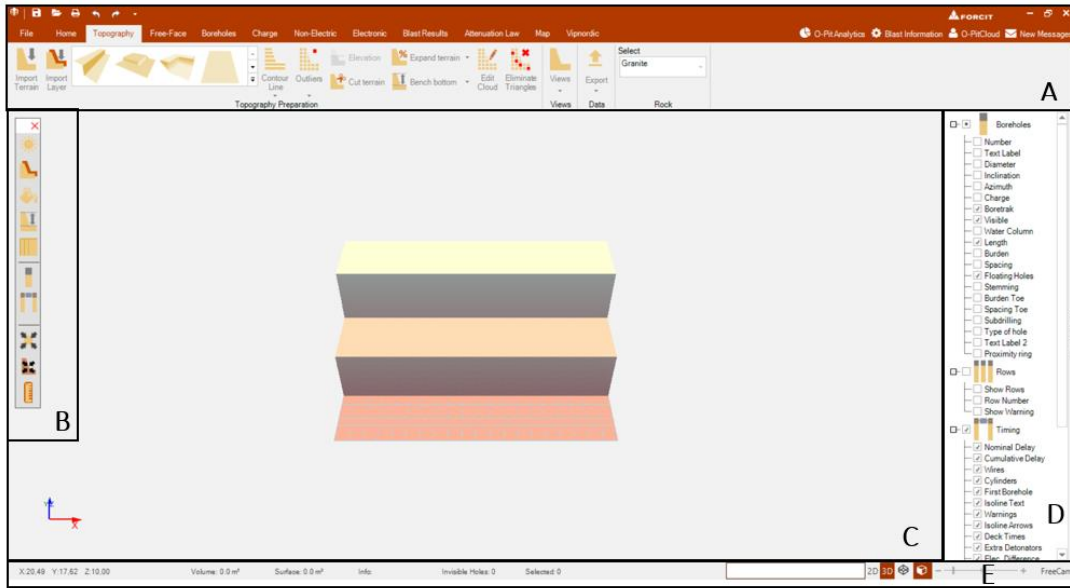 FORCIT
File Home Topography Free-Face Boreholes Charge Non-Electric Electronic Blast Results Attenuation Law Map Vipnordic O-PitAnalytics Blast Information O-PitCloud New Messages
Import Terrain
Import Layer
Contour Line
Outliers
Elevation
Cut terrain
Expand terrain
Bench bottom
Edit Cloud
Eliminate Triangles
Views
Export
Select
Granite
Topography Preparation Views Data Rock
A
B
Boreholes
Number
Text Label
Diameter
Inclination
Azimuth
Charge
Boretrak
Visible
Water Column
Length
Burden
Spacing
Floating Holes
Stemming
Burden Toe
Spacing Toe
Subdrilling
Type of hole
Text Label 2
Proximity ring
Rows
Show Rows
Row Number
Show Warning
Timing
Nominal Delay
Cumulative Delay
Wires
Cylinders
First Borehole
Isoline Text
Warnings
Isoline Arrows
Deck Times
Extra Detonators
Elec. Difference
X
C
D
X:20,49 Y:17,62 Z:10,00 Volume: 0.0 m³ Surface: 0.0 m² Info: Invisible Holes: 0 Selected: 0 2D 3D E FreeCam